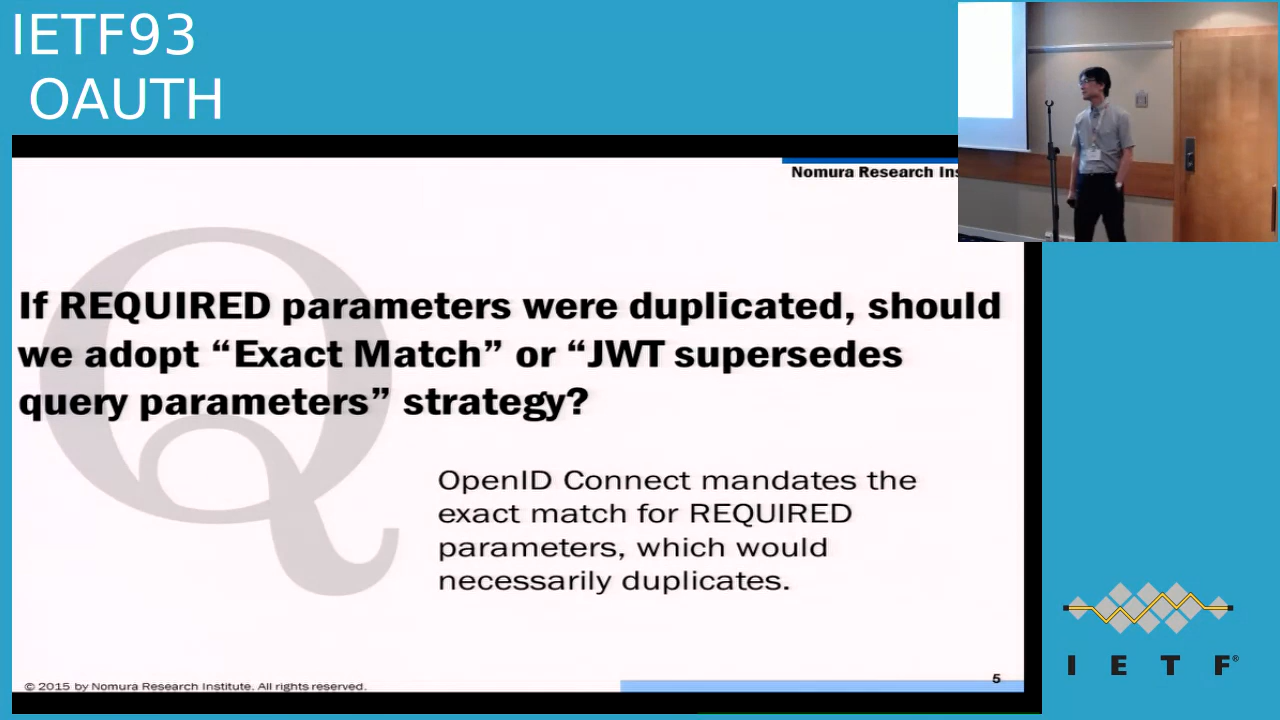 IETF93
OAUTH
Nomura Research
Q
If REQUIRED parameters were duplicated, should
we adopt “Exact Match” or “JWT supersedes
query parameters” strategy?
OpenID Connect mandates the
exact match for REQUIRED
parameters, which would
necessarily duplicates.
© 2015 by Nomura Research Institute. All rights reserved.
5
I E T F®